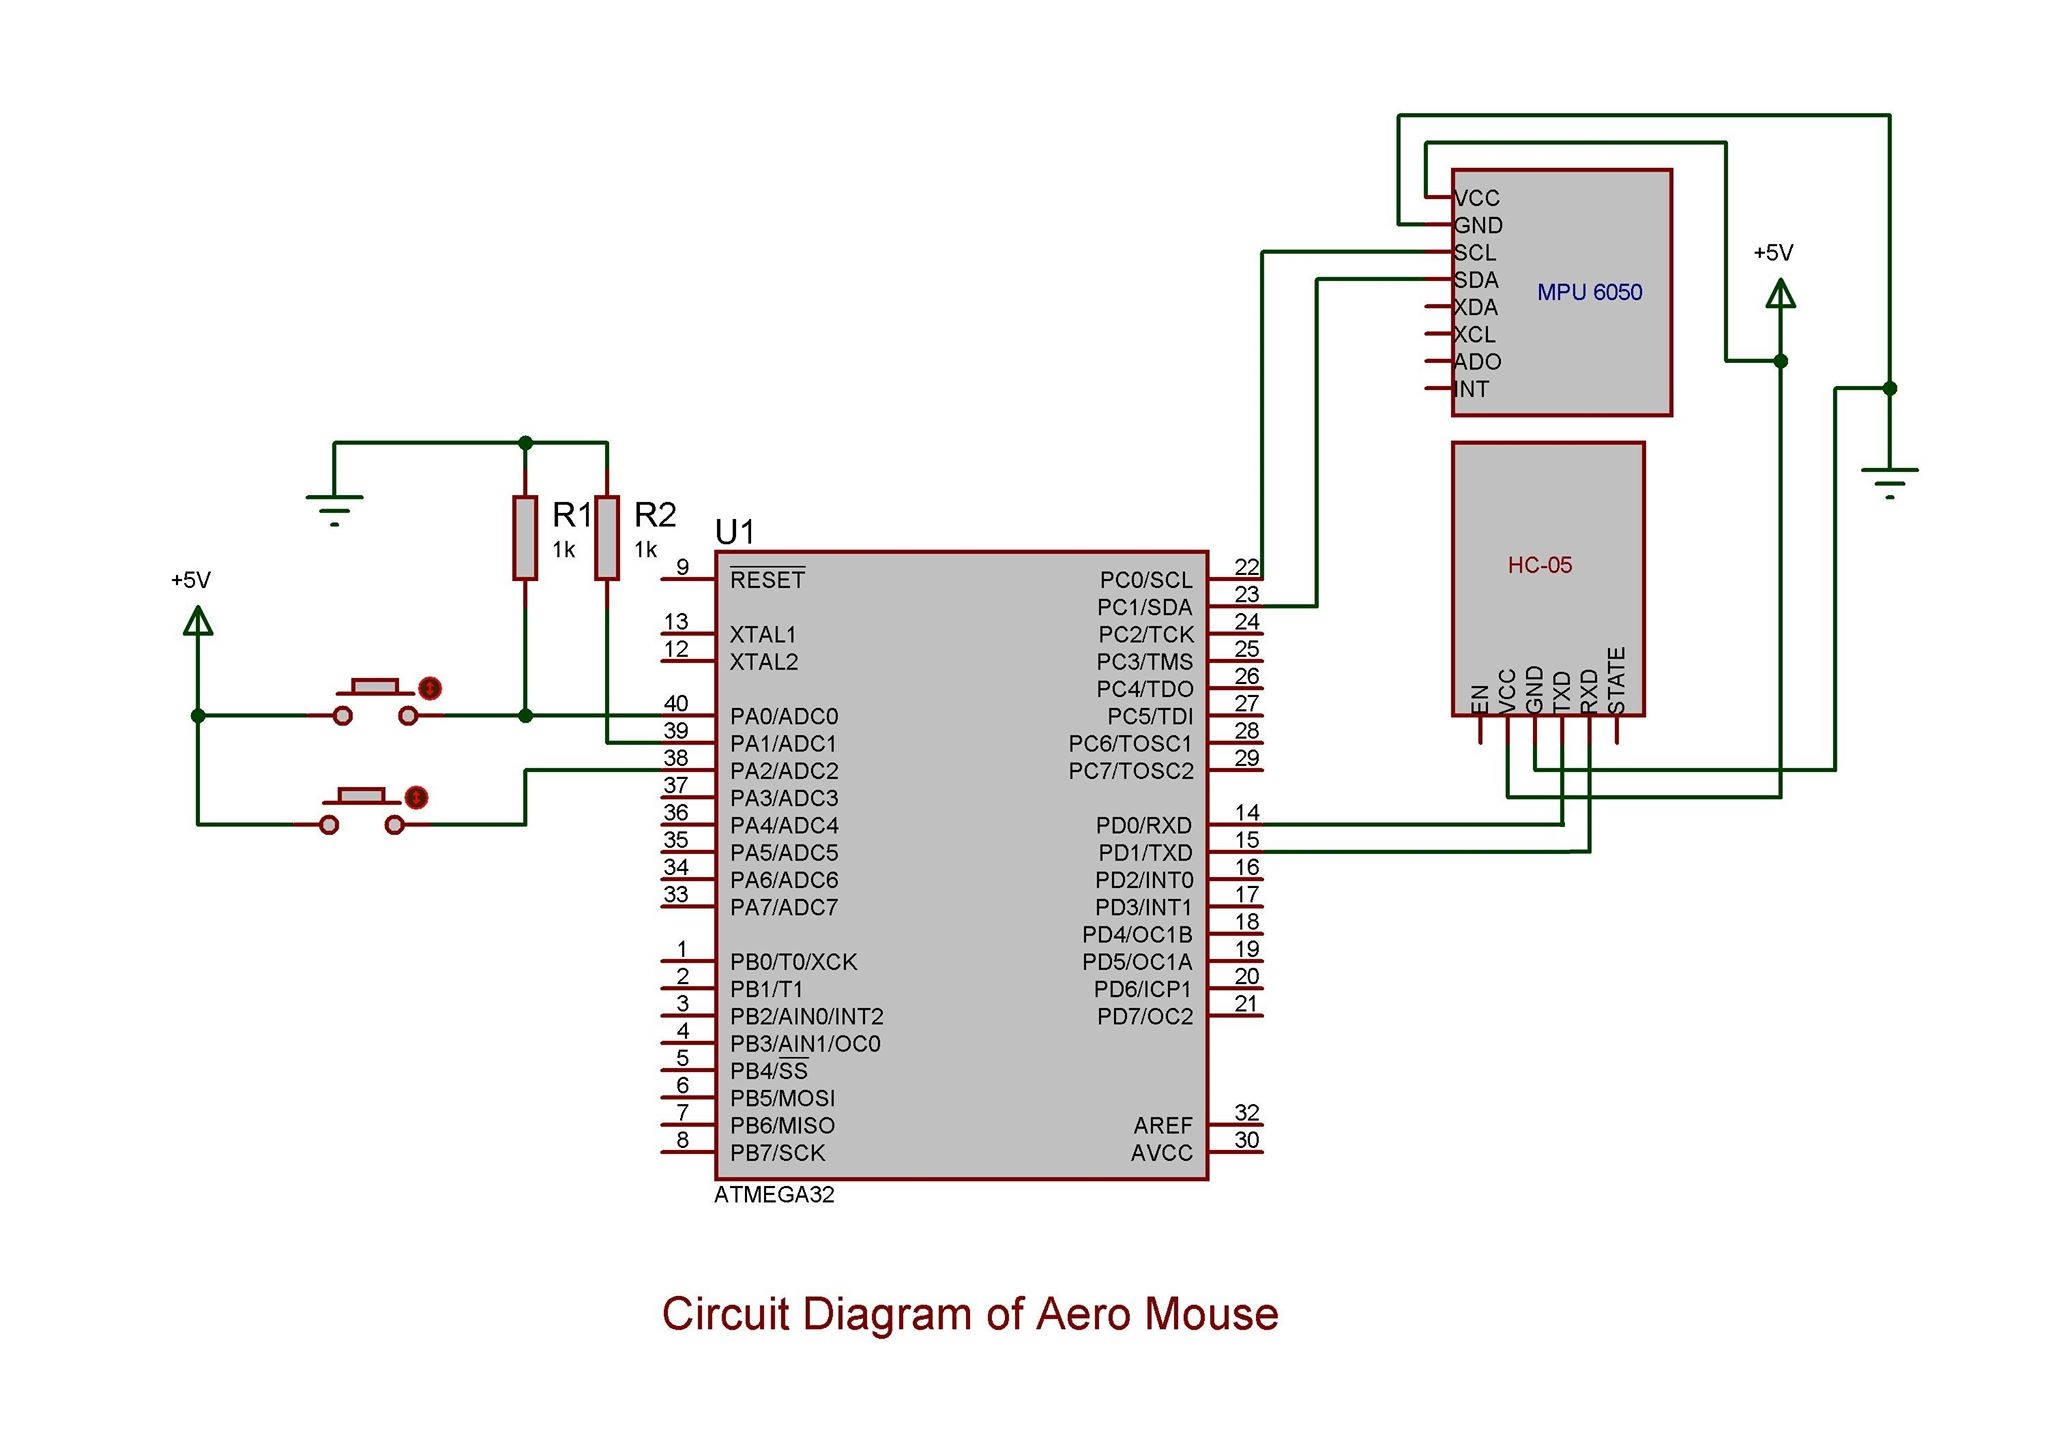 VCC
GND
SCL
SDA
XDA
XCL
ADO
INT
MPU 6050
+5V
HC-05
EN
VCC
GND
TXD
RXD
STATE
R1
1k
R2
1k
+5V
U1
9
RESET
13
XTAL1
12
XTAL2
40
PA0/ADC0
39
PA1/ADC1
38
PA2/ADC2
37
PA3/ADC3
36
PA4/ADC4
35
PA5/ADC5
34
PA6/ADC6
33
PA7/ADC7
1
PB0/T0/XCK
2
PB1/T1
3
PB2/AIN0/INT2
4
PB3/AIN1/OC0
5
PB4/SS
6
PB5/MOSI
7
PB6/MISO
8
PB7/SCK
PC0/SCL
22
PC1/SDA
23
PC2/TCK
24
PC3/TMS
25
PC4/TDO
26
PC5/TDI
27
PC6/TOSC1
28
PC7/TOSC2
29
PD0/RXD
14
PD1/TXD
15
PD2/INT0
16
PD3/INT1
17
PD4/OC1B
18
PD5/OC1A
19
PD6/ICP1
20
PD7/OC2
21
AREF
32
AVCC
30
ATMEGA32
Circuit Diagram of Aero Mouse